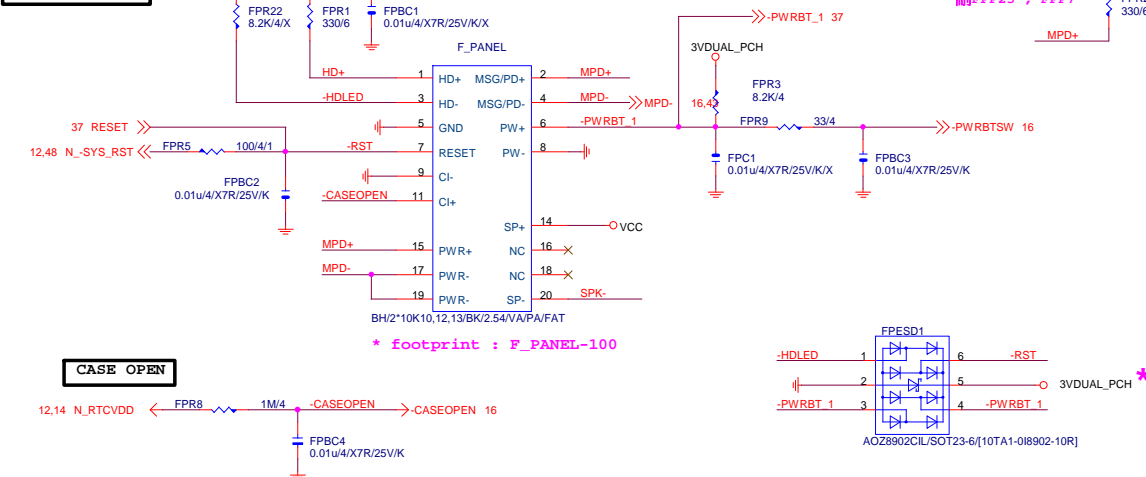 FPR22
8.2K/4/X
FPR1
330/6
FPBC1
0.01u/4/X7R/25V/K/X
-PWRBT_1 37
330/6
MPD+
F_PANEL
3VDUAL_PCH
HD+ 1 HD+ MSG/PD+ 2 MPD+
-HDLED 3 HD- MSG/PD- 4 MPD- MPD- 16,4
5 GND PW+ 6 -PWRBT_1
FPR3
8.2K/4
FPR9 33/4
-PWRBTSW 16
37 RESET
12,48 N_-SYS_RST FPR5 100/4/1 -RST 7 RESET PW- 8
FPC1
0.01u/4/X7R/25V/K/X
FPBC3
0.01u/4/X7R/25V/K
FPBC2
0.01u/4/X7R/25V/K
9 CI-
-CASEOPEN 11 CI+
SP+ 14 VCC
MPD+ 15 PWR+ NC 16
MPD- 17 PWR- NC 18
19 PWR- SP- 20 SPK-
BH/2*10K10,12,13/BK/2.54/VA/PA/FAT
* footprint : F_PANEL-100
FPESD1
-HDLED 1 6 -RST
2 5 3VDUAL_PCH *
-PWRBT_1 3 4 -PWRBT_1
AOZ8902CIL/SOT23-6/[10TA1-0I8902-10R]
CASE OPEN
12,14 N_RTCVDD FPR8 1M/4 -CASEOPEN -CASEOPEN 16
FPBC4
0.01u/4/X7R/25V/K